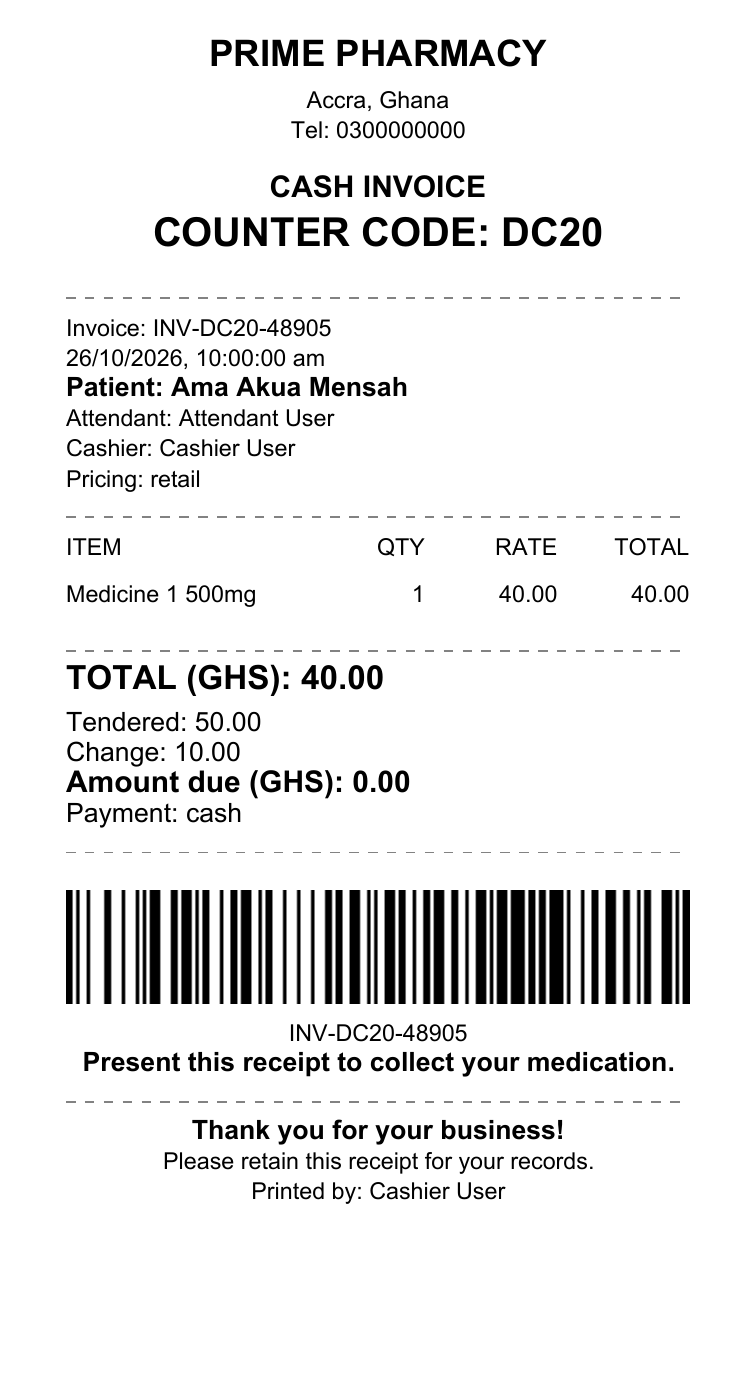 PRIME PHARMACY
Accra, Ghana
Tel: 0300000000
CASH INVOICE
COUNTER CODE: DC20
Invoice: INV-DC20-48905
26/10/2026, 10:00:00 am
Patient: Ama Akua Mensah
Attendant: Attendant User
Cashier: Cashier User
Pricing: retail
ITEM QTY RATE TOTAL
Medicine 1 500mg 1 40.00 40.00
TOTAL (GHS): 40.00
Tendered: 50.00
Change: 10.00
Amount due (GHS): 0.00
Payment: cash
INV-DC20-48905
Present this receipt to collect your medication.
Thank you for your business!
Please retain this receipt for your records.
Printed by: Cashier User